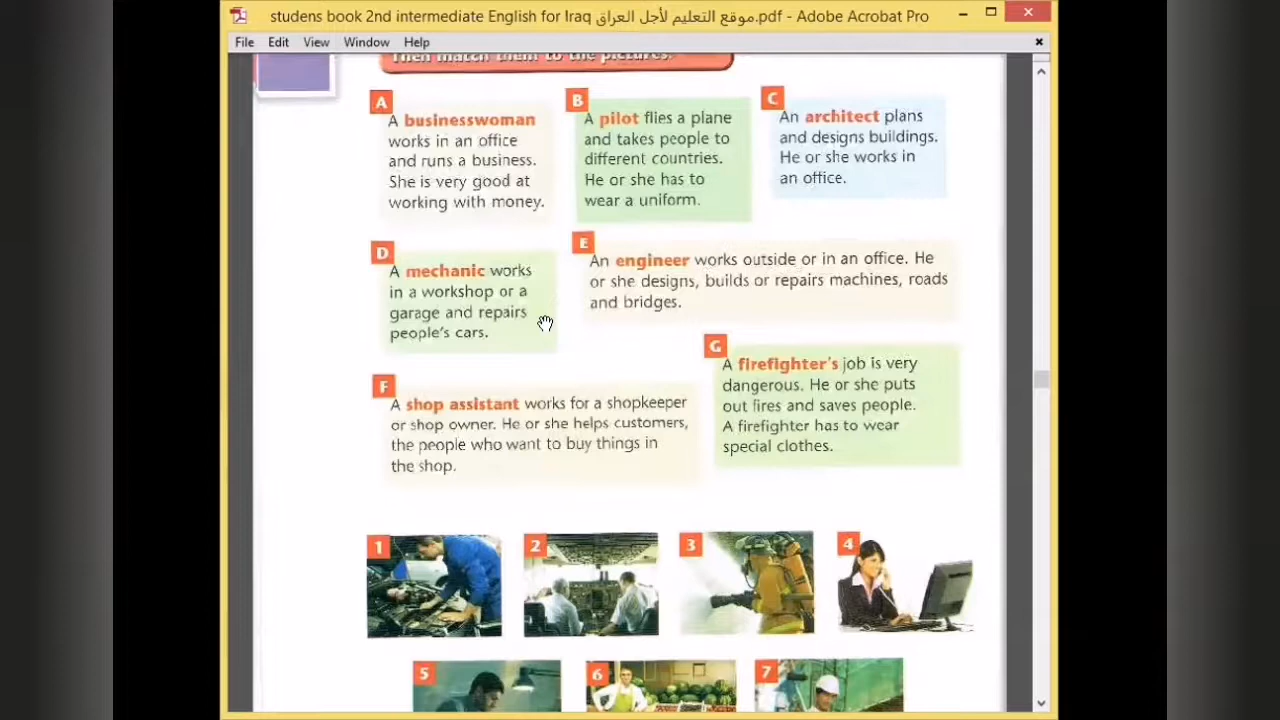 studens book 2nd intermediate English for Iraq موقع التعليم لأجل العراق.pdf - Adobe Acrobat Pro
File Edit View Window Help
Then match them to the pictures.
A
A businesswoman
works in an office
and runs a business.
She is very good at
working with money.
B
A pilot flies a plane
and takes people to
different countries.
He or she has to
wear a uniform.
C
An architect plans
and designs buildings.
He or she works in
an office.
D
A mechanic works
in a workshop or a
garage and repairs
people's cars.
E
An engineer works outside or in an office. He
or she designs, builds or repairs machines, roads
and bridges.
F
A shop assistant works for a shopkeeper
or shop owner. He or she helps customers,
the people who want to buy things in
the shop.
G
A firefighter's job is very
dangerous. He or she puts
out fires and saves people.
A firefighter has to wear
special clothes.
1 2 3 4
5 6 7